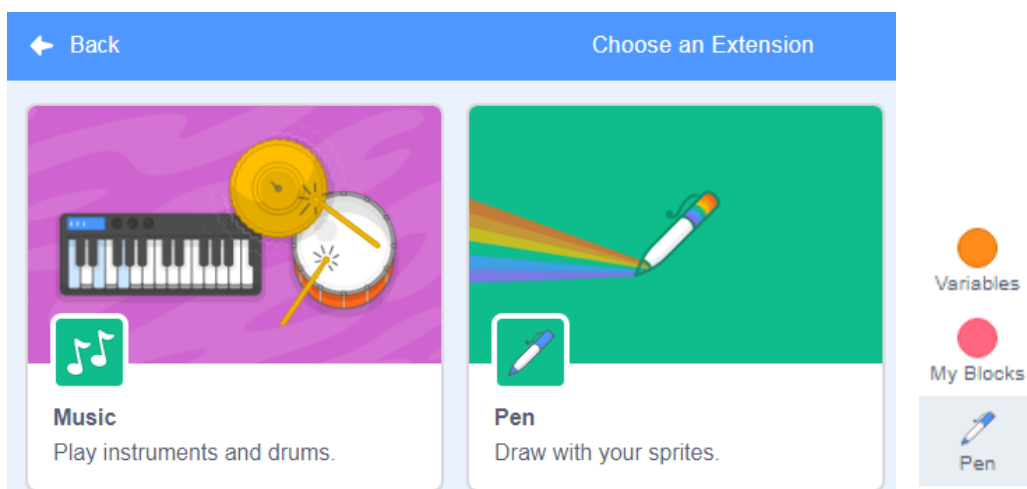 Back
Choose an Extension
Music
Play instruments and drums.
Pen
Draw with your sprites.
Variables
My Blocks
Pen